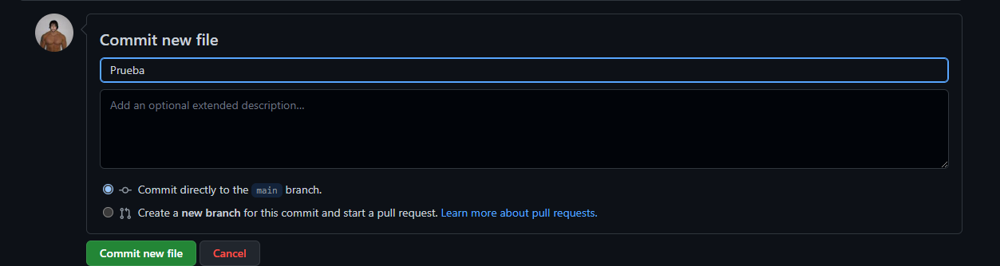 Commit new file
Prueba
Add an optional extended description...
Commit directly to the main branch.
Create a new branch for this commit and start a pull request. Learn more about pull requests.
Commit new file
Cancel